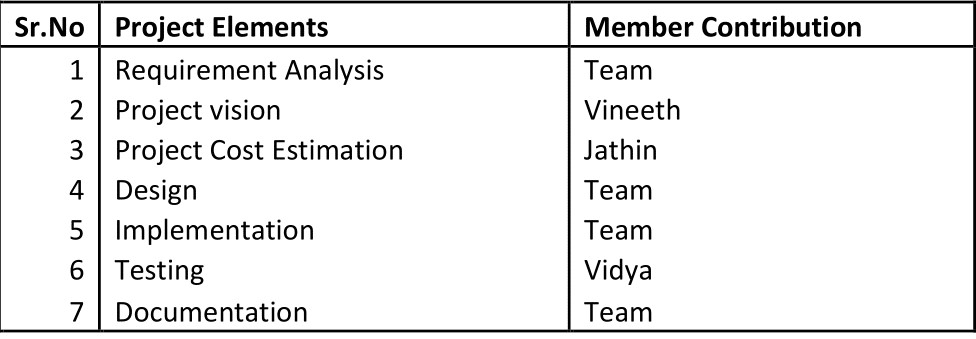 Sr.No Project Elements Member Contribution
1 Requirement Analysis Team
2 Project vision Vineeth
3 Project Cost Estimation Jathin
4 Design Team
5 Implementation Team
6 Testing Vidya
7 Documentation Team